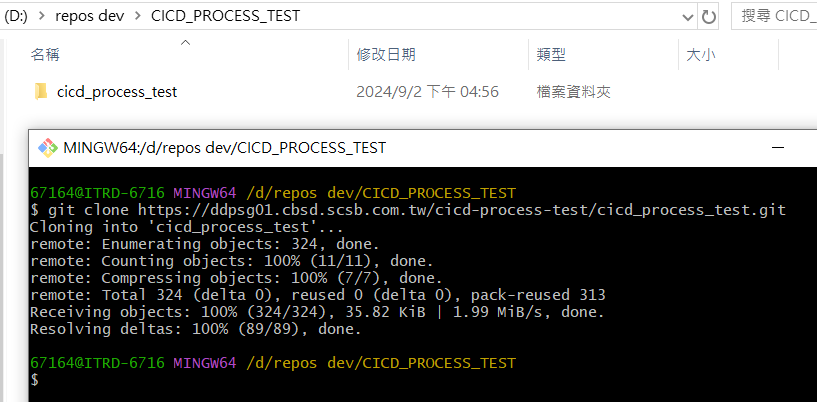 (D:) > repos dev > CICD_PROCESS_TEST
搜尋 CICD_
名稱 修改日期 類型 大小
cicd_process_test 2024/9/2 下午 04:56 檔案資料夾
MINGW64:/d/repos dev/CICD_PROCESS_TEST
67164@ITRD-6716 MINGW64 /d/repos dev/CICD_PROCESS_TEST
$ git clone https://ddpsg01.cbsd.scsb.com.tw/cicd-process-test/cicd_process_test.git
Cloning into 'cicd_process_test'...
remote: Enumerating objects: 324, done.
remote: Counting objects: 100% (11/11), done.
remote: Compressing objects: 100% (7/7), done.
remote: Total 324 (delta 0), reused 0 (delta 0), pack-reused 313
Receiving objects: 100% (324/324), 35.82 KiB | 1.99 MiB/s, done.
Resolving deltas: 100% (89/89), done.
67164@ITRD-6716 MINGW64 /d/repos dev/CICD_PROCESS_TEST
$